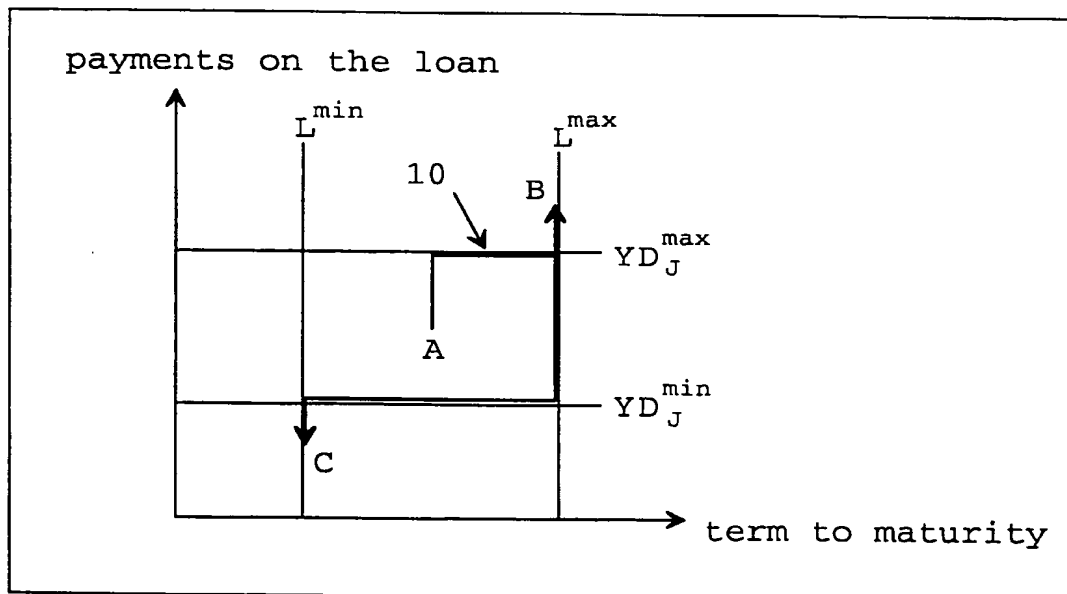 payments on the loan
L^min
L^max
10
B
YD_J^max
A
YD_J^min
C
term to maturity